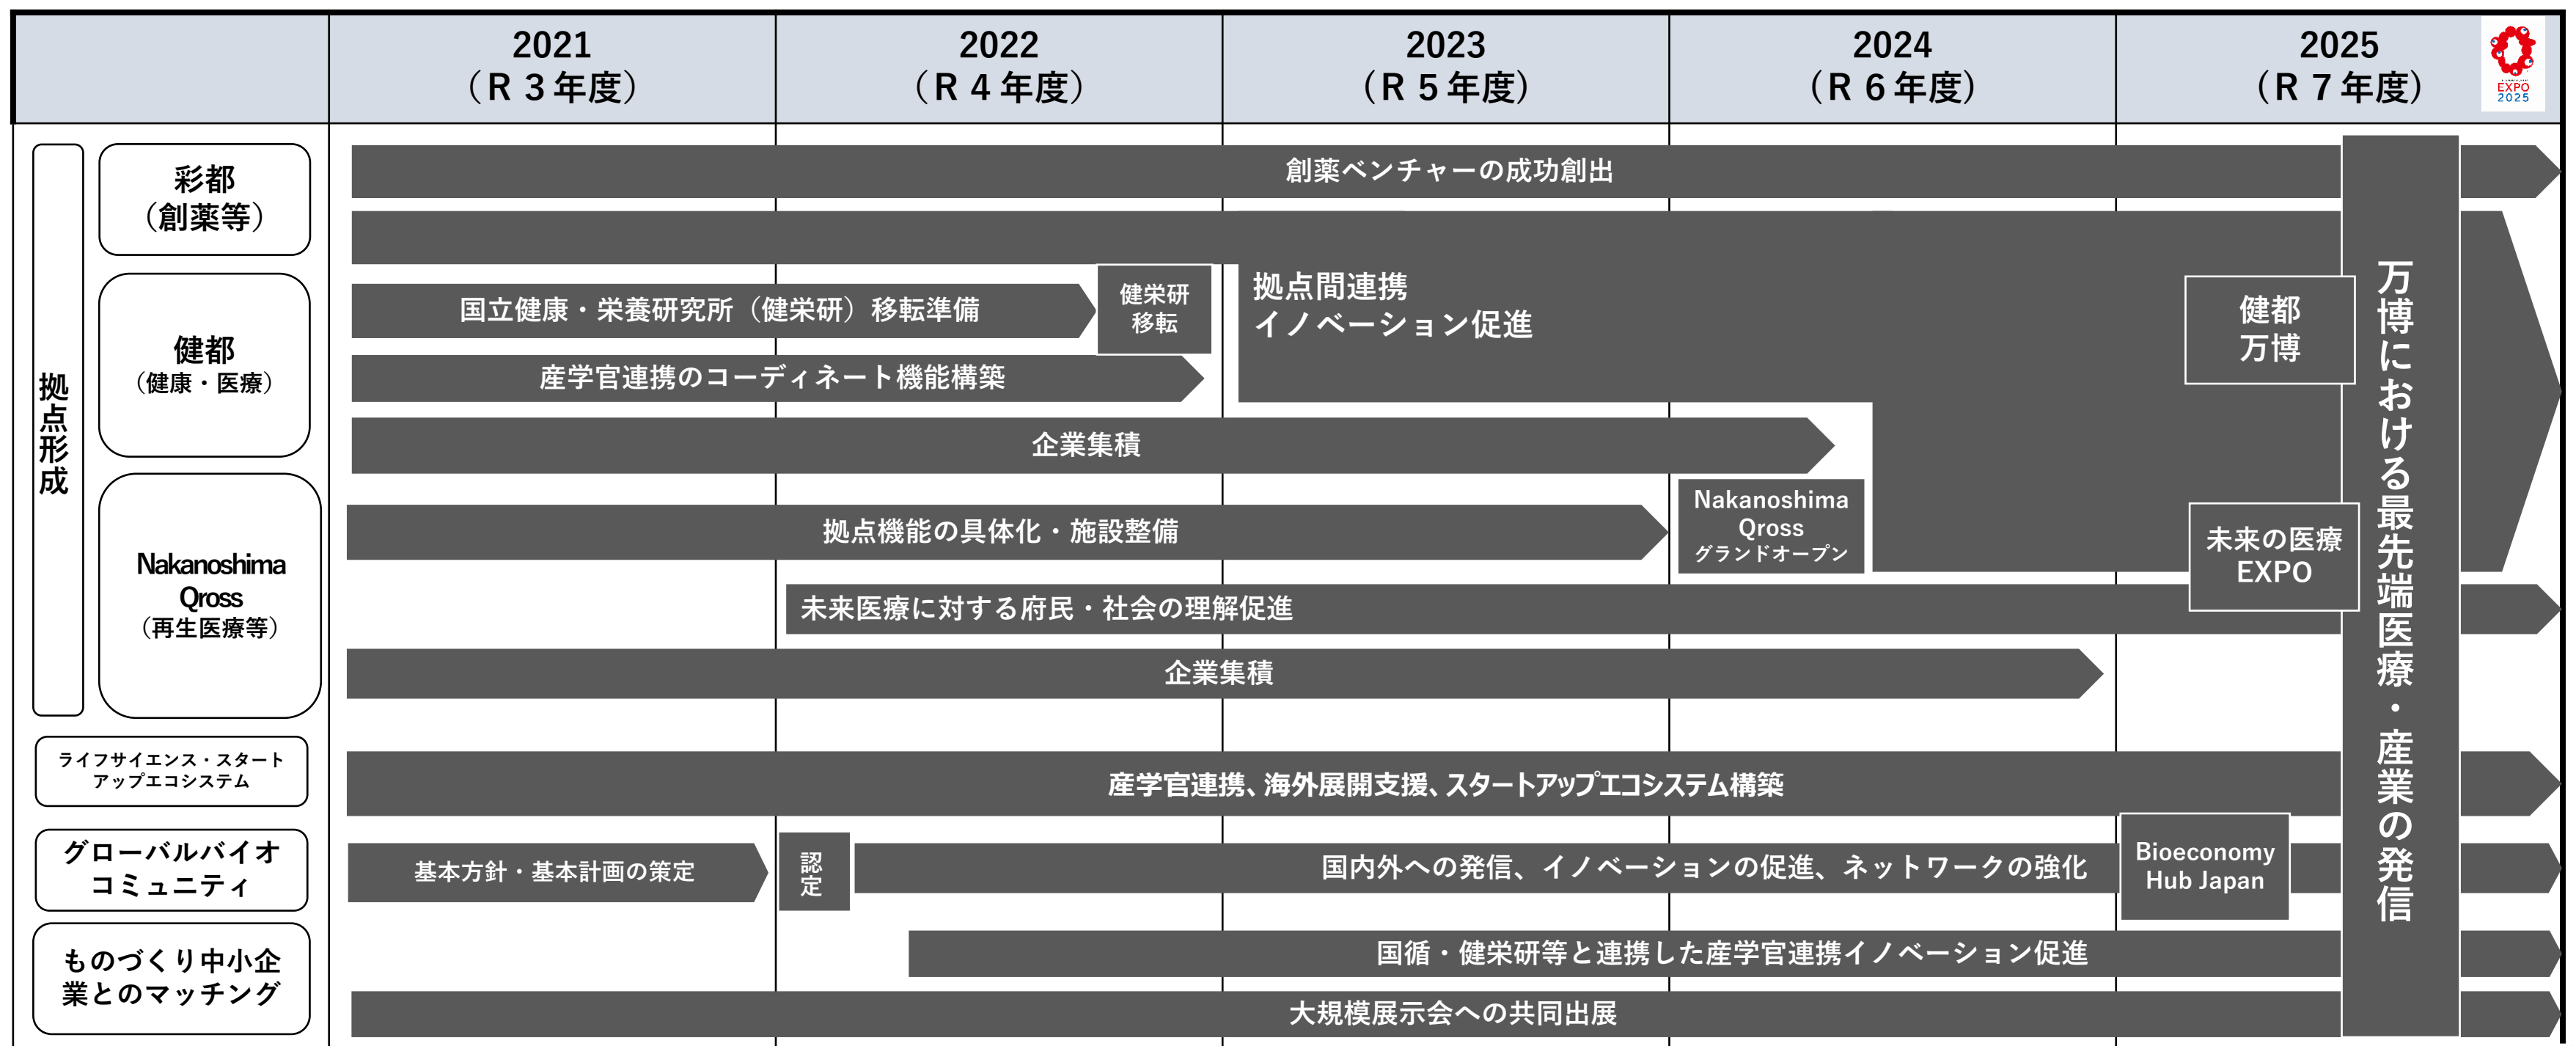 2021
（Ｒ３年度）
2022
（Ｒ４年度）
2023
（Ｒ５年度）
2024
（Ｒ６年度）
2025
（Ｒ７年度）
EXPO
2025
拠点形成
彩都
（創薬等）
創薬ベンチャーの成功創出
健都
（健康・医療）
国立健康・栄養研究所（健栄研）移転準備
健栄研
移転
拠点間連携
イノベーション促進
健都
万博
産学官連携のコーディネート機能構築
企業集積
Nakanoshima
Qross
（再生医療等）
拠点機能の具体化・施設整備
Nakanoshima
Qross
グランドオープン
未来の医療
EXPO
未来医療に対する府民・社会の理解促進
企業集積
万博における最先端医療・産業の発信
ライフサイエンス・スタート
アップエコシステム
産学官連携、海外展開支援、スタートアップエコシステム構築
グローバルバイオ
コミュニティ
基本方針・基本計画の策定
認定
国内外への発信、イノベーションの促進、ネットワークの強化
Bioeconomy
Hub Japan
ものづくり中小企
業とのマッチング
国循・健栄研等と連携した産学官連携イノベーション促進
大規模展示会への共同出展